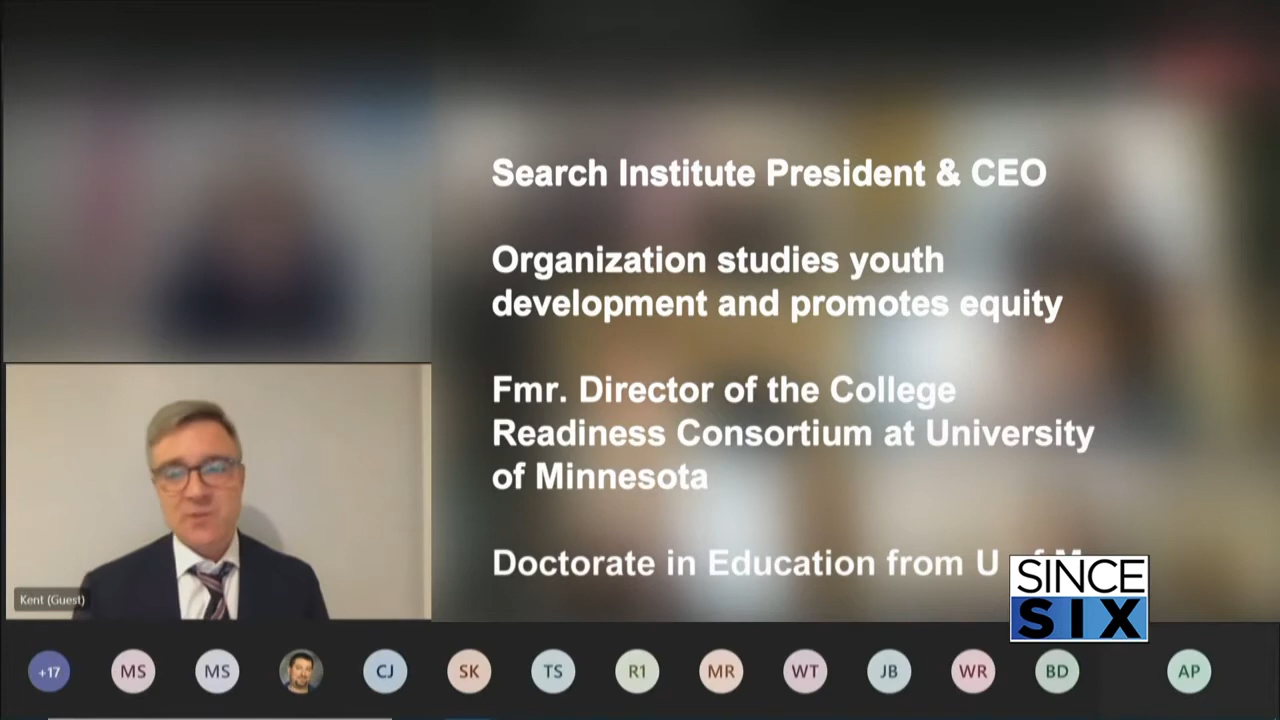 Search Institute President & CEO
Organization studies youth
development and promotes equity
Fmr. Director of the College
Readiness Consortium at University
of Minnesota
Doctorate in Education from U of M
SINCE
SIX
Kent (Guest)
+17
MS
MS
CJ
SK
TS
R1
MR
WT
JB
WR
BD
AP